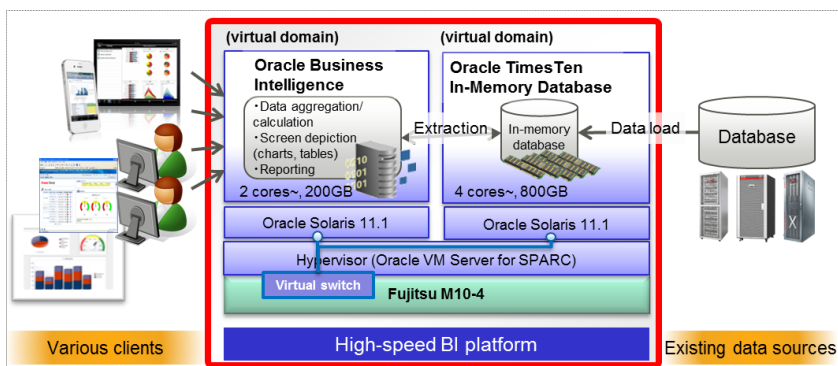 (virtual domain)
(virtual domain)
Oracle Business
Intelligence
・Data aggregation/
calculation
・Screen depiction
(charts, tables)
・Reporting
2 cores~, 200GB
Extraction
Oracle TimesTen
In-Memory Database
In-memory
database
4 cores~, 800GB
Data load
Database
Oracle Solaris 11.1
Oracle Solaris 11.1
Hypervisor (Oracle VM Server for SPARC)
Virtual switch
Fujitsu M10-4
Various clients
High-speed BI platform
Existing data sources